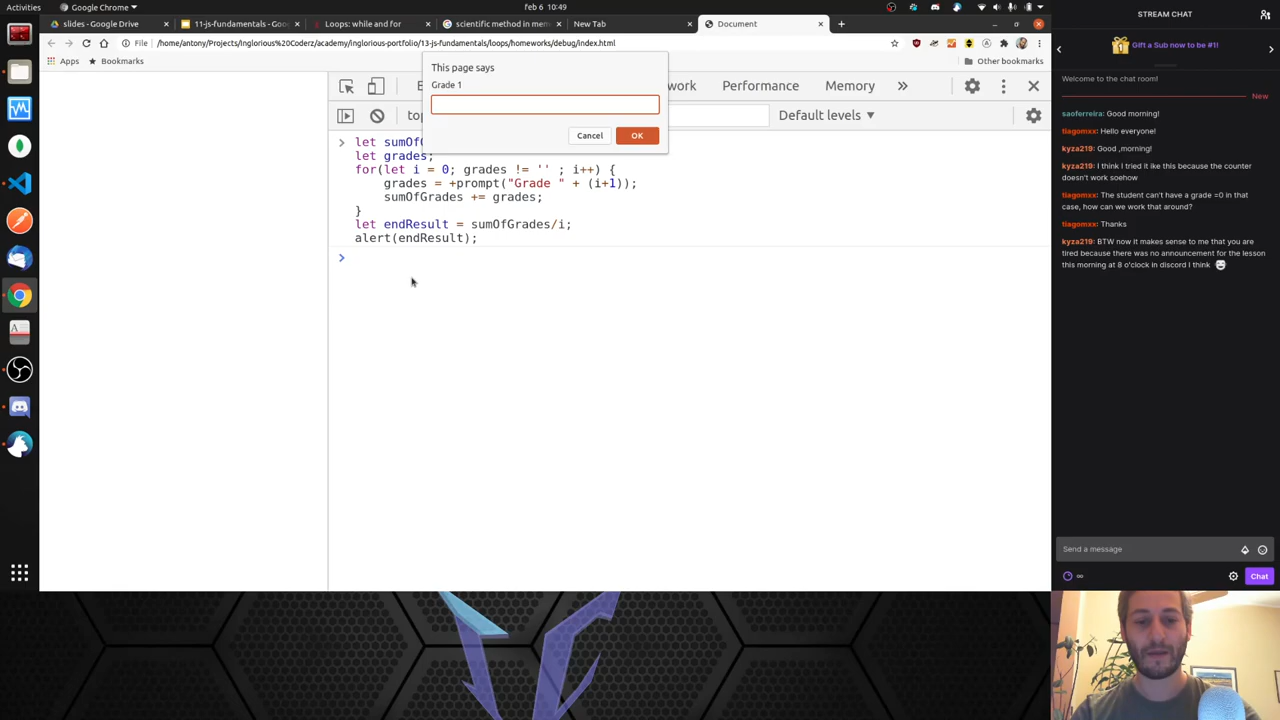 Activities
Google Chrome
feb 6 10:49
slides - Google Drive
11-js-fundamentals - Goo
Loops: while and for
scientific method in mem
New Tab
Document
File
/home/antony/Projects/Inglorious%20Coderz/academy/inglorious-portfolio/13-js-fundamentals/loops/homeworks/debug/index.html
Apps
Bookmarks
Other bookmarks
This page says
Grade 1
Cancel
OK
work
Performance
Memory
top
Default levels
let sumOf
let grades;
for(let i = 0; grades != '' ; i++) {
grades = +prompt("Grade " + (i+1));
sumOfGrades += grades;
}
let endResult = sumOfGrades/i;
alert(endResult);
STREAM CHAT
Gift a Sub now to be #1!
Welcome to the chat room!
New
saoferreira: Good morning!
tiagomxx: Hello everyone!
kyza219: Good ,morning!
kyza219: I think I tried it ike this because the counter
doesn't work soehow
tiagomxx: The student can't have a grade =0 in that
case, how can we work that around?
tiagomxx: Thanks
kyza219: BTW now it makes sense to me that you are
tired because there was no announcement for the lesson
this morning at 8 o'clock in discord I think
Send a message
Chat